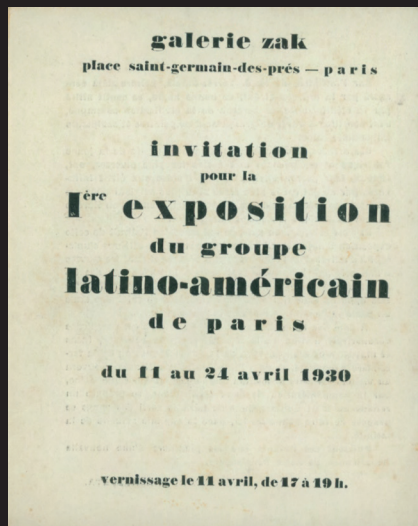 galerie zak
place saint-germain-des-prés — paris
invitation
pour la
Ière exposition
du groupe
latino-américain
de paris
du 11 au 24 avril 1930
vernissage le 11 avril, de 17 à 19 h.